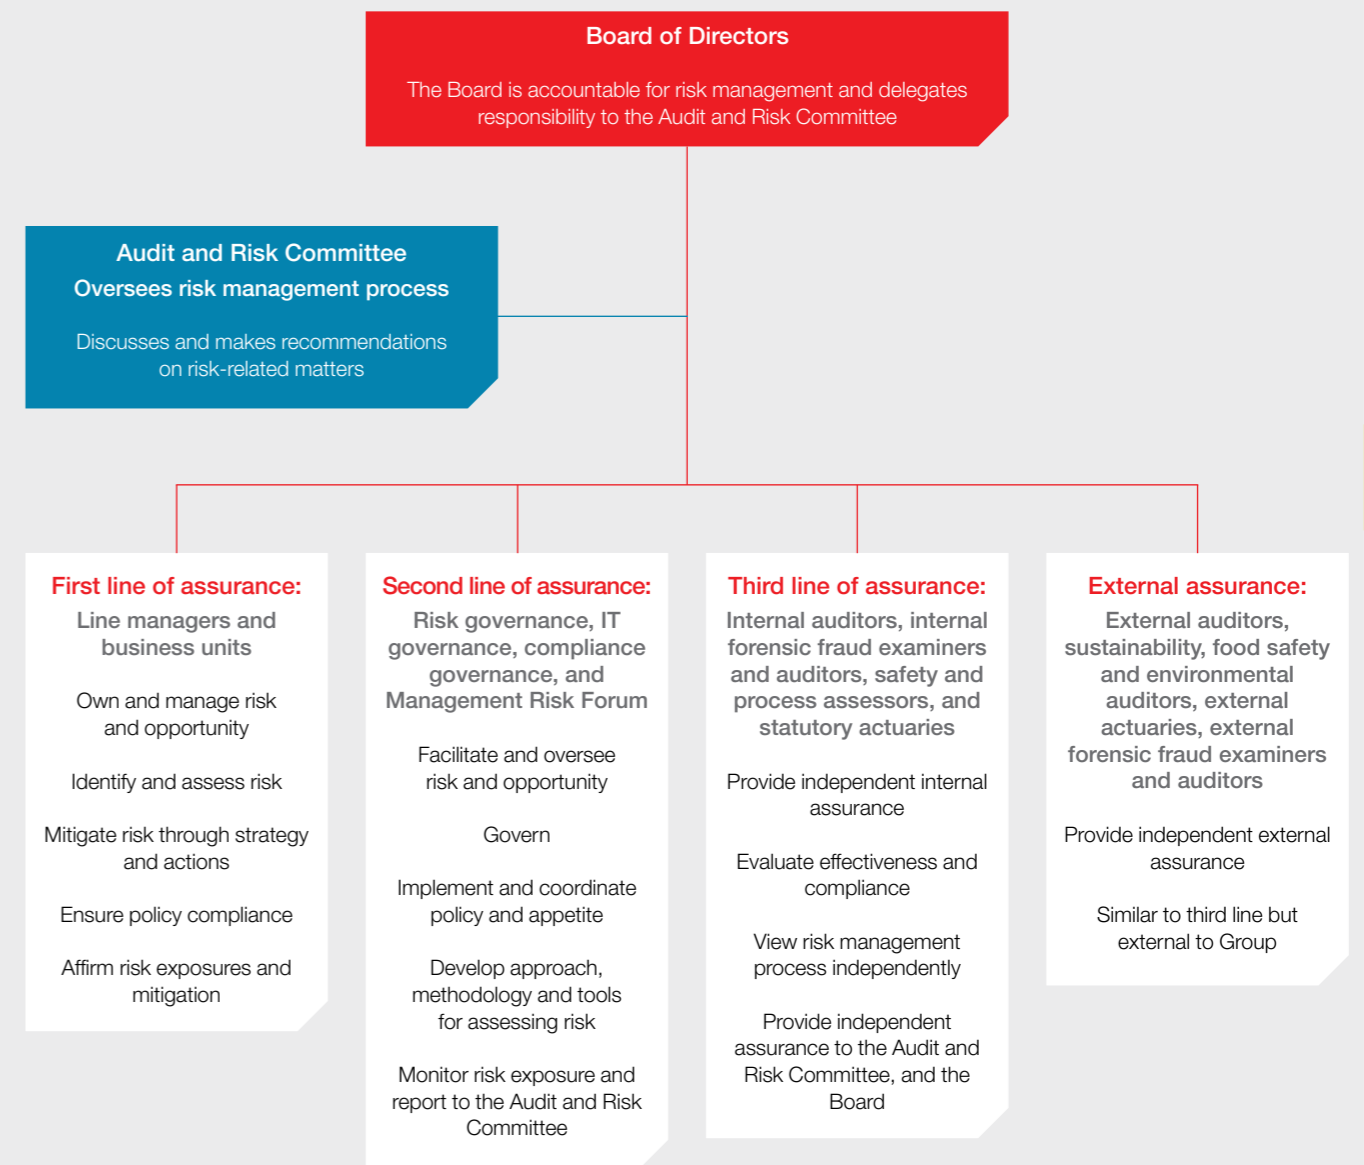 Board of Directors
The Board is accountable for risk management and delegates
responsibility to the Audit and Risk Committee
Audit and Risk Committee
Oversees risk management process
Discusses and makes recommendations
on risk-related matters
First line of assurance:
Line managers and
business units
Own and manage risk
and opportunity
Identify and assess risk
Mitigate risk through strategy
and actions
Ensure policy compliance
Affirm risk exposures and
mitigation
Second line of assurance:
Risk governance, IT
governance, compliance
governance, and
Management Risk Forum
Facilitate and oversee
risk and opportunity
Govern
Implement and coordinate
policy and appetite
Develop approach,
methodology and tools
for assessing risk
Monitor risk exposure and
report to the Audit and Risk
Committee
Third line of assurance:
Internal auditors, internal
forensic fraud examiners
and auditors, safety and
process assessors, and
statutory actuaries
Provide independent internal
assurance
Evaluate effectiveness and
compliance
View risk management
process independently
Provide independent
assurance to the Audit and
Risk Committee, and the
Board
External assurance:
External auditors,
sustainability, food safety
and environmental
auditors, external
actuaries, external
forensic fraud examiners
and auditors
Provide independent external
assurance
Similar to third line but
external to Group